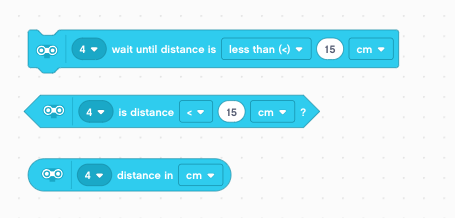 4 wait until distance is less than (<) 15 cm
4 is distance < 15 cm ?
4 distance in cm